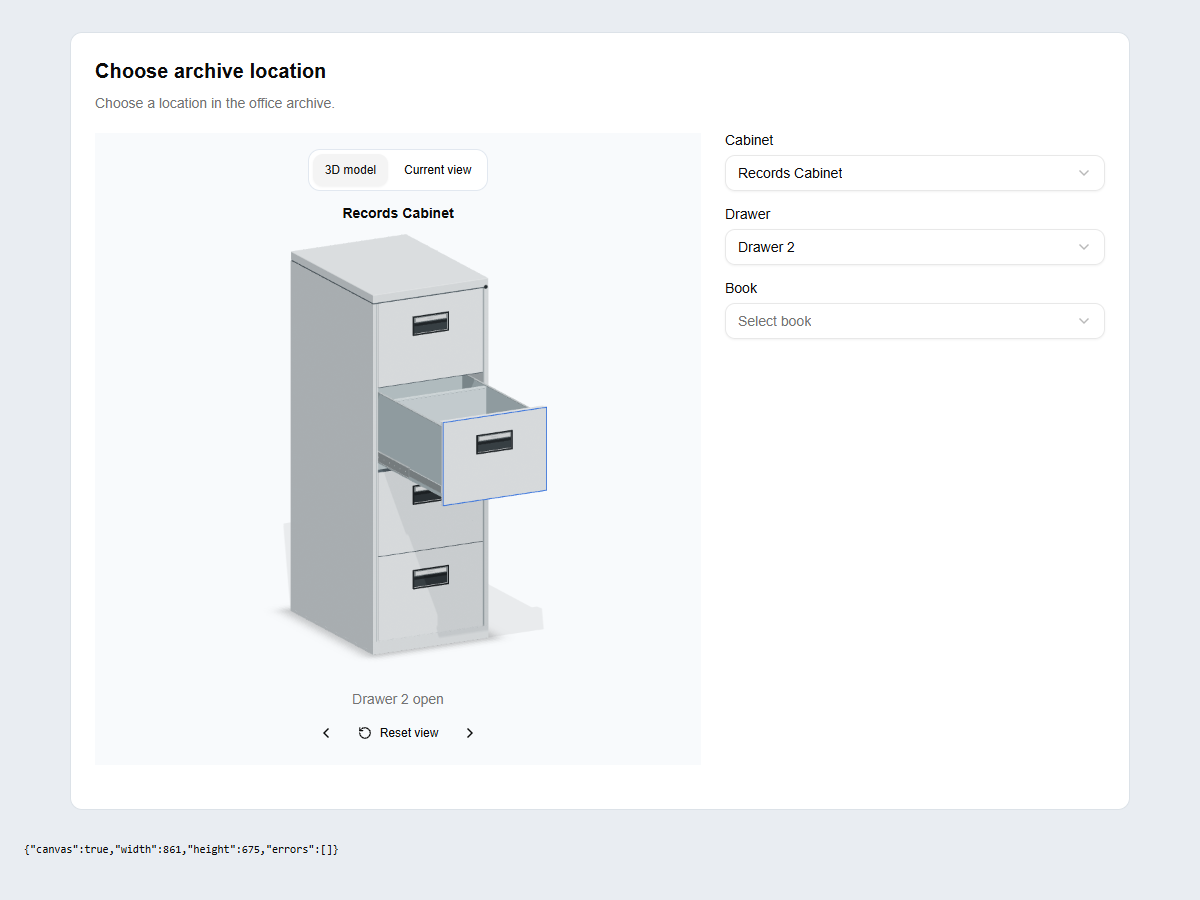 Choose archive location
Choose a location in the office archive.
3D model
Current view
Records Cabinet
Drawer 2 open
Reset view
Cabinet
Records Cabinet
Drawer
Drawer 2
Book
Select book
{"canvas":true,"width":861,"height":675,"errors":[]}